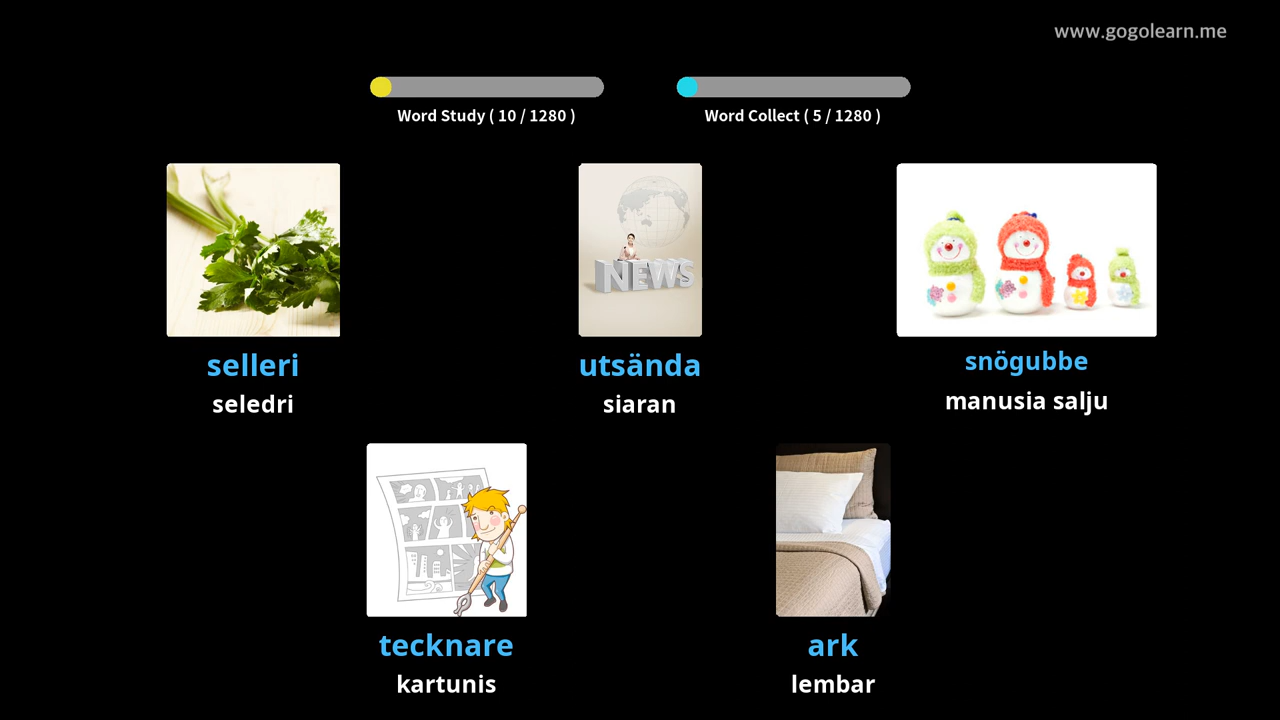 www.gogolearn.me
Word Study ( 10 / 1280 )
Word Collect ( 5 / 1280 )
NEWS
selleri
utsända
snögubbe
seledri
siaran
manusia salju
tecknare
ark
kartunis
lembar